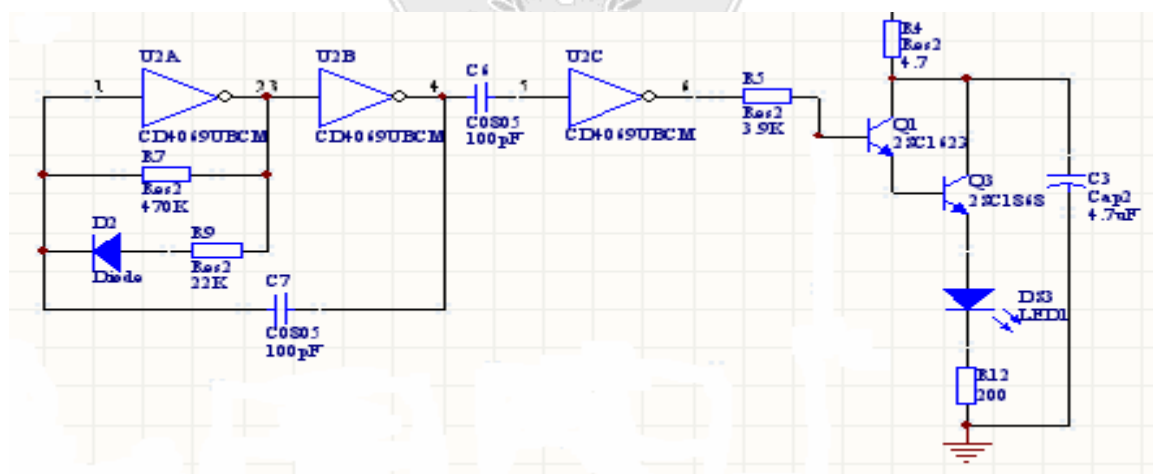 R4
Res2
4.7
U2A
1
23
CD4069UBCM
U2B
4
CD4069UBCM
C6
C0805
100pF
5
U2C
6
CD4069UBCM
R5
Res2
3.9K
Q1
2SC1623
Q3
C3
Cap2
4.7uF
R7
Res2
470K
D2
Diode
R9
Res2
22K
C7
C0805
100pF
DS3
LED1
R12
200